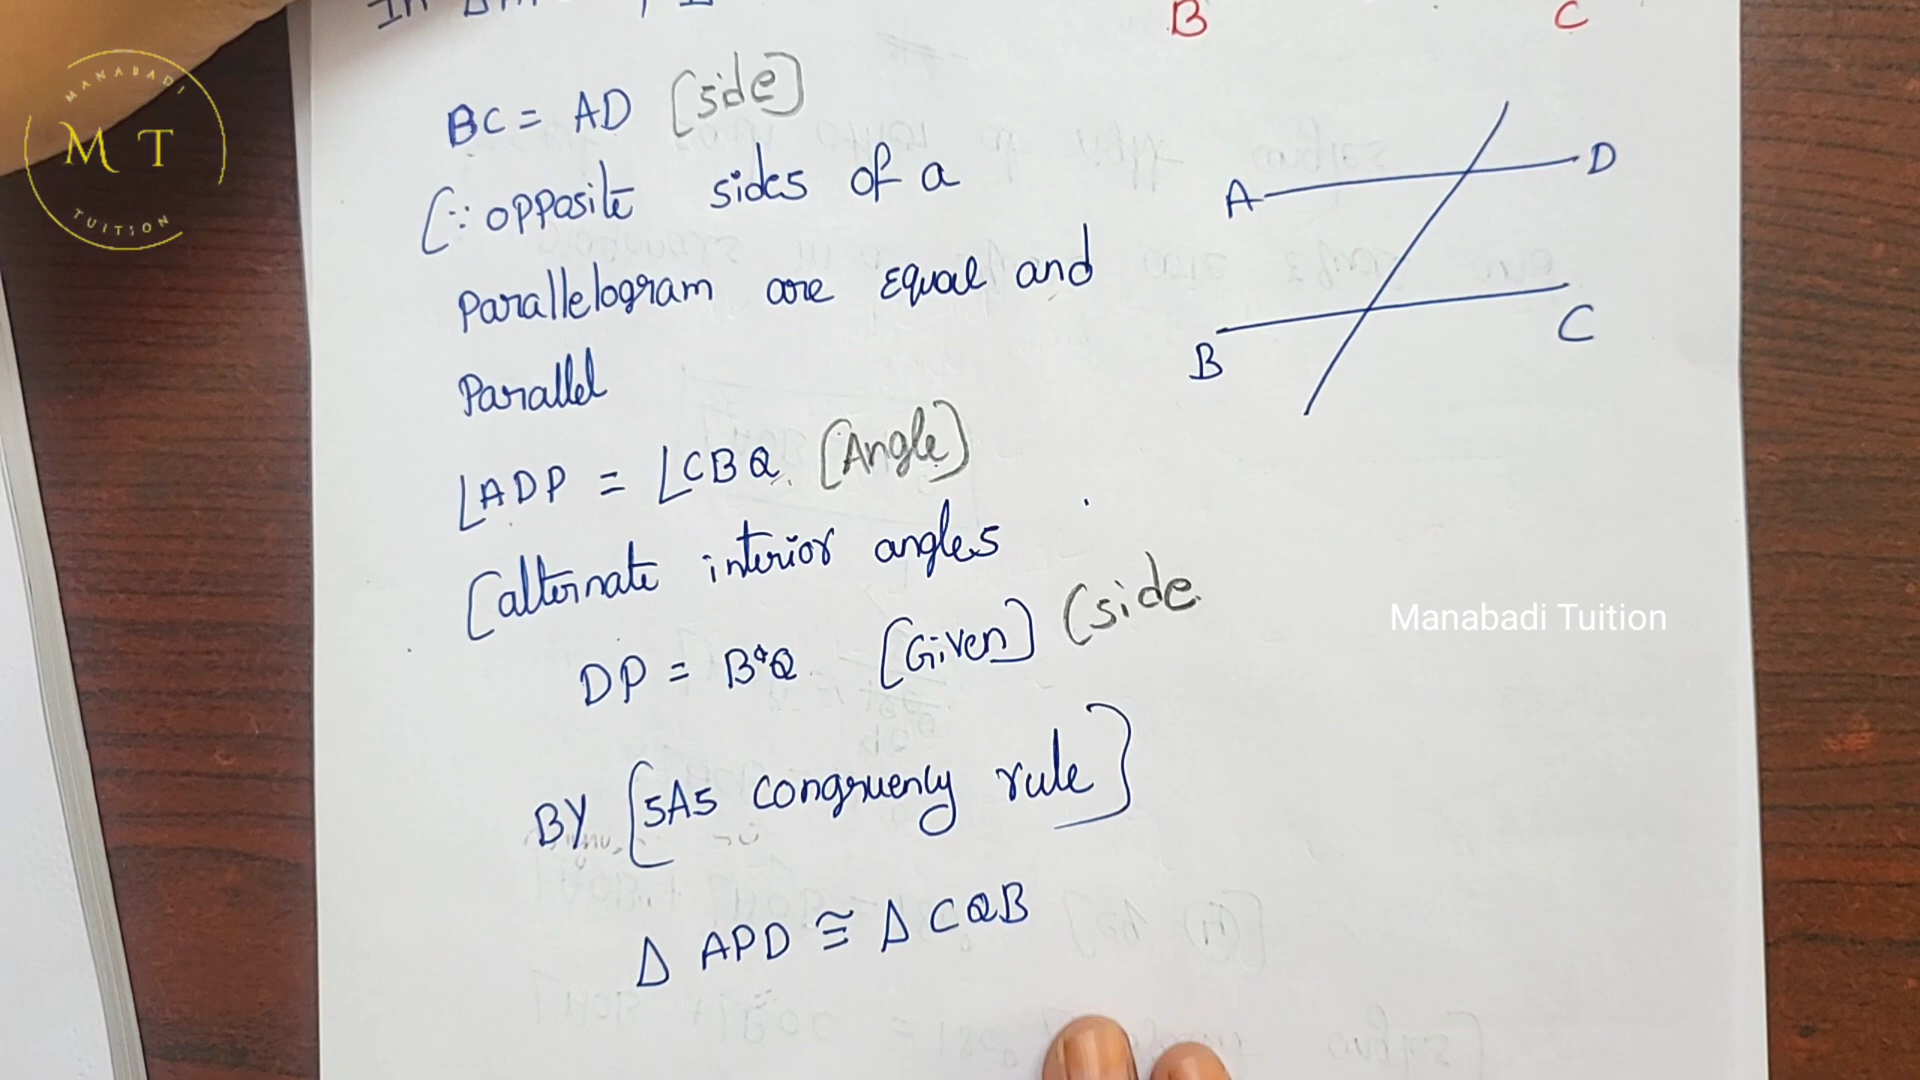 In
B C
BC = AD [side]
[∵ opposite sides of a
A D
parallelogram are equal and
Parallel
B C
∠ADP = ∠CBQ [Angle]
[alternate interior angles
DP = BQ [Given] (side
BY [SAS congruency rule]
Δ APD ≅ Δ CQB
MANABADI
M T
TUITION
Manabadi Tuition